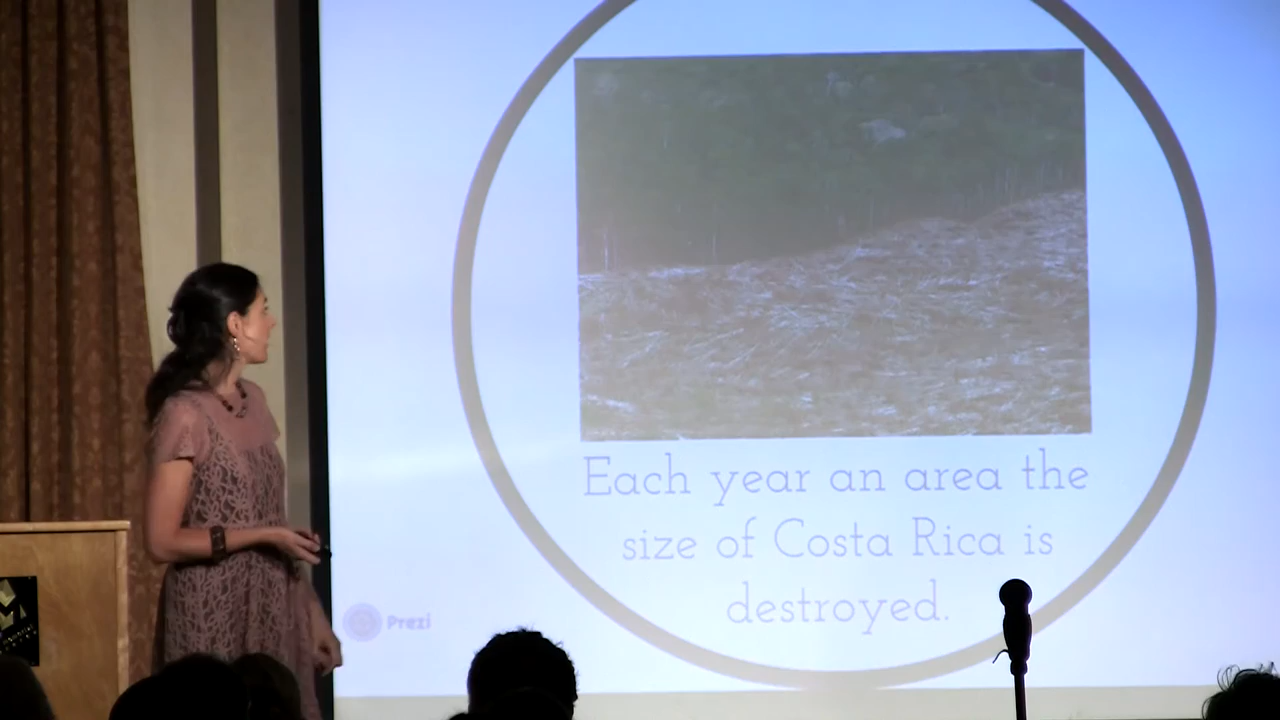 Each year an area the
size of Costa Rica is
destroyed.
Prezi